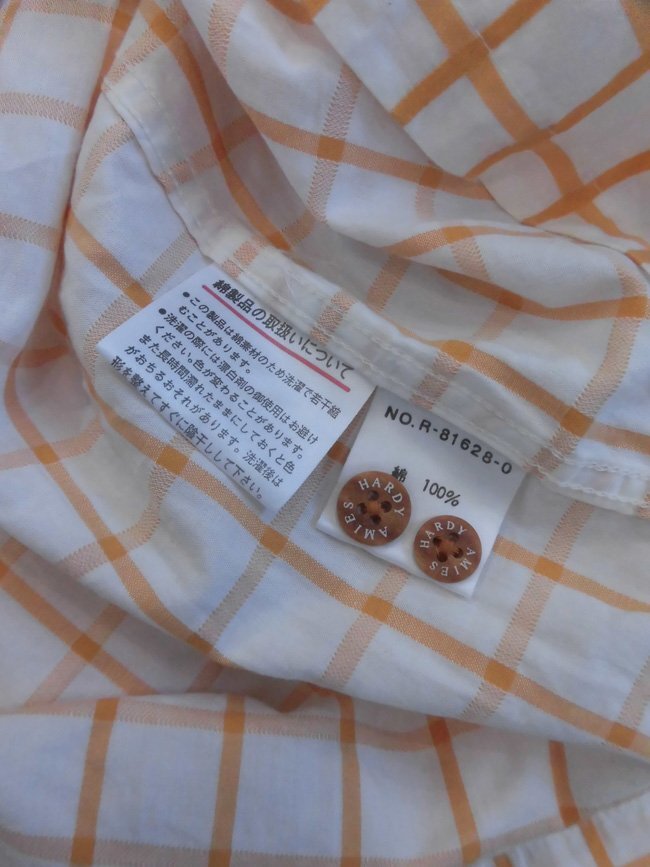 綿製品の取扱いについて
●この製品は綿素材のため洗濯で若干縮
むことがあります。
●洗濯の際には漂白剤の御使用はお避け
ください。色が変わることがあります。
また長時間濡れたままにしておくと色
がおちるおそれがあります。洗濯後は
形を整えてすぐに陰干しして下さい。
NO.R-81628-0
綿 100%
HARDY AMIES
HARDY AMIES